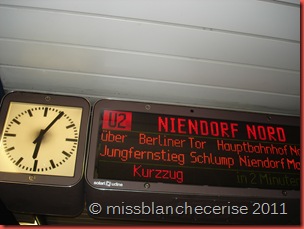 U2 NIENDORF NORD
über Berliner Tor Hauptbahnhof No
Jungfernstieg Schlump Niendorf Ma
Kurzzug in 2 Minuten
© missblanchecerise 2011